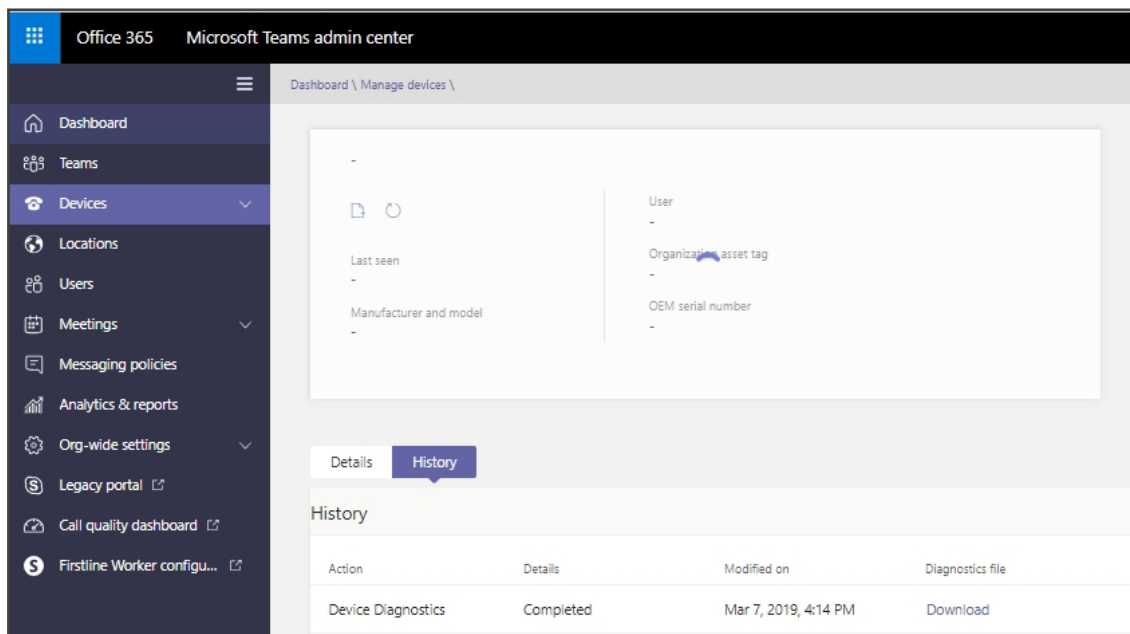 Office 365 Microsoft Teams admin center
Dashboard \ Manage devices \
Dashboard
Teams
Devices
Locations
Users
Meetings
Messaging policies
Analytics & reports
Org-wide settings
Legacy portal
Call quality dashboard
Firstline Worker configu...
-
Last seen
-
Manufacturer and model
-
User
-
Organization asset tag
-
OEM serial number
-
Details History
History
Action Details Modified on Diagnostics file
Device Diagnostics Completed Mar 7, 2019, 4:14 PM Download